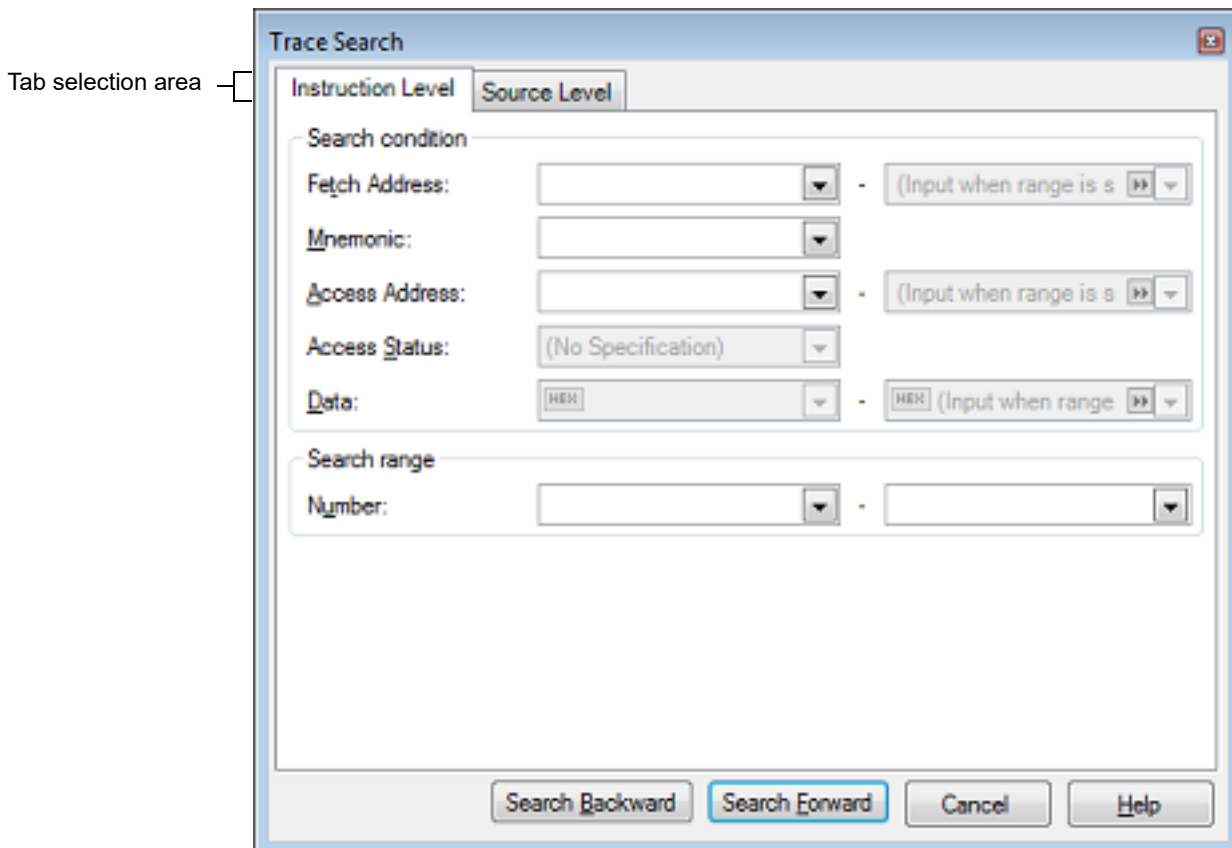 Trace Search
Tab selection area
Instruction Level Source Level
Search condition
Fetch Address: - (Input when range is s
Mnemonic:
Access Address: - (Input when range is s
Access Status: (No Specification)
Data: HEX - HEX (Input when range
Search range
Number: -
Search Backward Search Forward Cancel Help